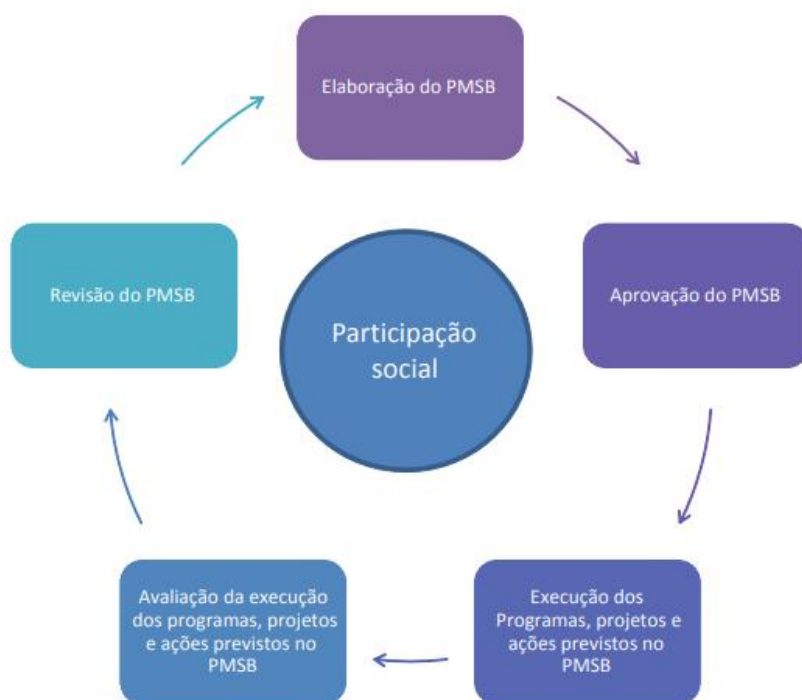 Elaboração do PMSB
Aprovação do PMSB
Execução dos
Programas, projetos e
ações previstos no
PMSB
Avaliação da execução
dos programas, projetos
e ações previstos no
PMSB
Revisão do PMSB
Participação
social